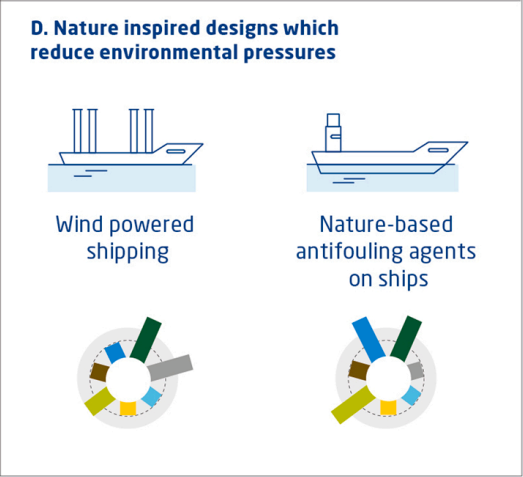 D. Nature inspired designs which
reduce environmental pressures
Wind powered
shipping
Nature-based
antifouling agents
on ships